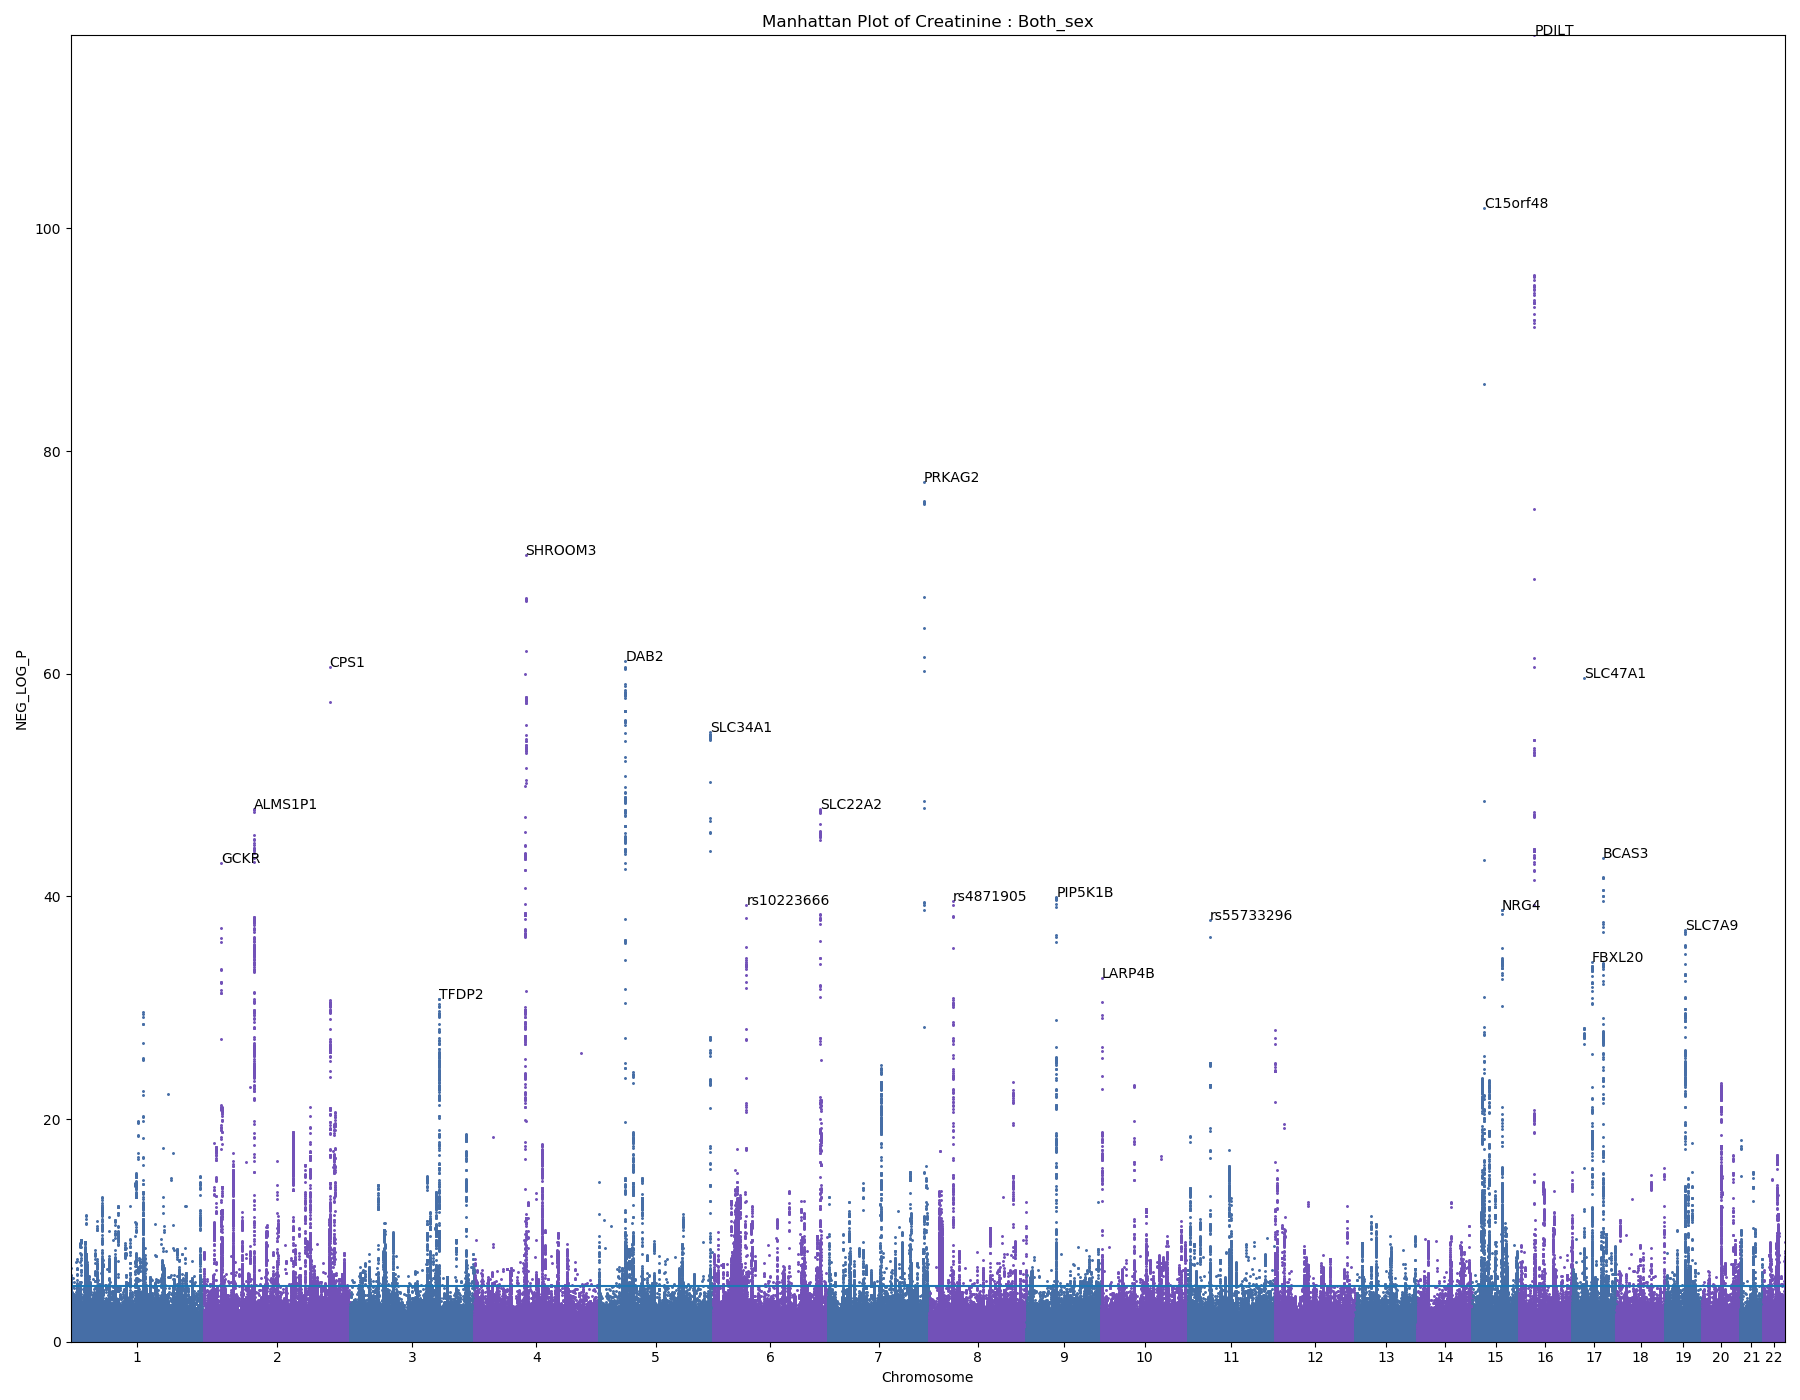 Manhattan Plot of Creatinine : Both_sex
PDILT
C15orf48
100
80
PRKAG2
SHROOM3
CPS1
DAB2
SLC47A1
60
NEG_LOG_P
SLC34A1
ALMS1P1
SLC22A2
GCKR
BCAS3
40
rs10223666
rs4871905
PIP5K1B
NRG4
rs55733296
SLC7A9
FBXL20
LARP4B
TFDP2
20
0
1 2 3 4 5 6 7 8 9 10 11 12 13 14 15 16 17 18 19 20 21 22
Chromosome